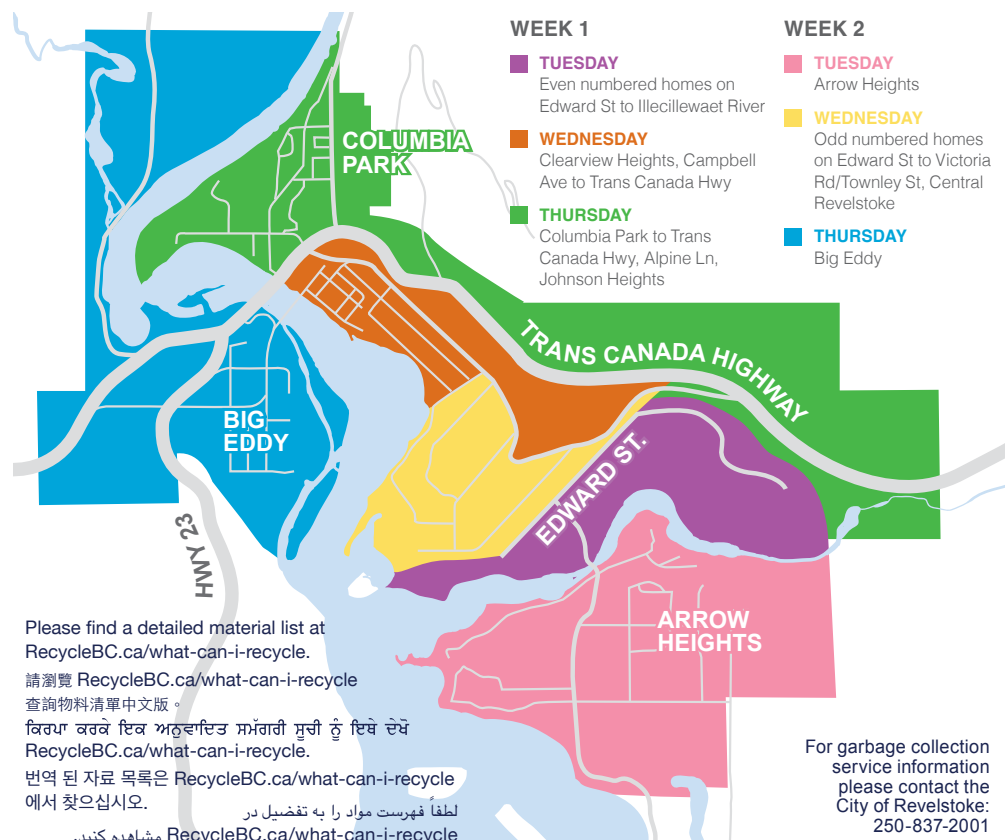 WEEK 1
TUESDAY
Even numbered homes on
Edward St to Illecillewaet River
WEDNESDAY
Clearview Heights, Campbell
Ave to Trans Canada Hwy
THURSDAY
Columbia Park to Trans
Canada Hwy, Alpine Ln,
Johnson Heights
WEEK 2
TUESDAY
Arrow Heights
WEDNESDAY
Odd numbered homes
on Edward St to Victoria
Rd/Townley St, Central
Revelstoke
THURSDAY
Big Eddy
COLUMBIA
PARK
TRANS CANADA HIGHWAY
BIG
EDDY
EDWARD ST.
HWY 23
ARROW
HEIGHTS
Please find a detailed material list at
RecycleBC.ca/what-can-i-recycle.
請瀏覽 RecycleBC.ca/what-can-i-recycle
查詢物料清單中文版。
ਕਿਰਪਾ ਕਰਕੇ ਇਕ ਅਨੁਵਾਦਿਤ ਸਮੱਗਰੀ ਸੂਚੀ ਨੂੰ ਇਥੇ ਦੇਖੋ
RecycleBC.ca/what-can-i-recycle.
번역 된 자료 목록은 RecycleBC.ca/what-can-i-recycle
에서 찾으십시오.
لطفاً فهرست مواد را به تفضیل در
RecycleBC.ca/what-can-i-recycle مشاهده کنید.
For garbage collection
service information
please contact the
City of Revelstoke:
250-837-2001